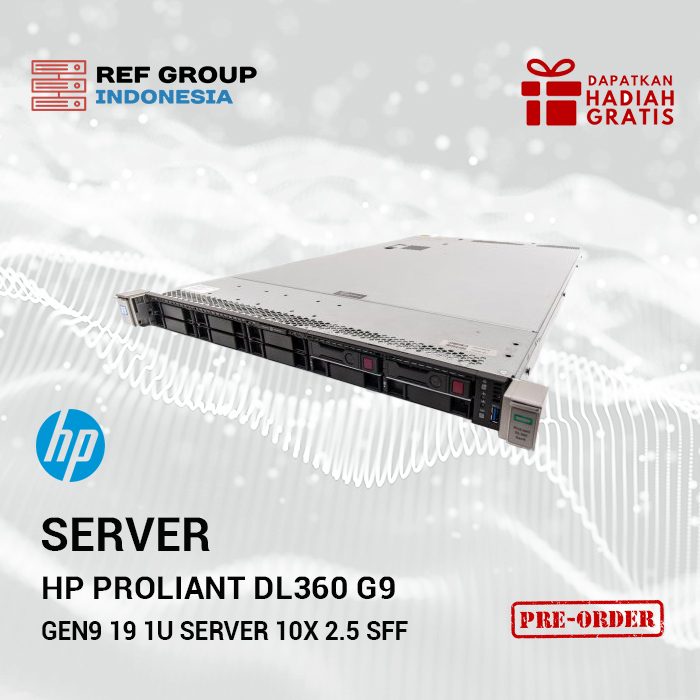 REF GROUP
INDONESIA
DAPATKAN
HADIAH
GRATIS
hp
SERVER
HP PROLIANT DL360 G9
GEN9 19 1U SERVER 10X 2.5 SFF
PRE-ORDER